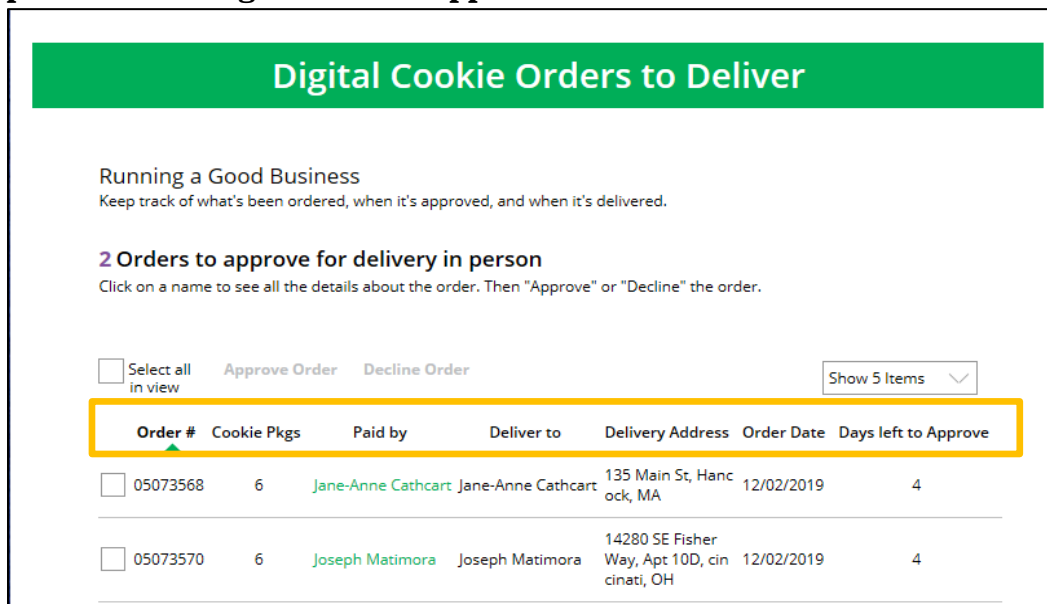 Digital Cookie Orders to Deliver
Running a Good Business
Keep track of what's been ordered, when it's approved, and when it's delivered.
2 Orders to approve for delivery in person
Click on a name to see all the details about the order. Then "Approve" or "Decline" the order.
Select all in view Approve Order Decline Order Show 5 Items
Order # Cookie Pkgs Paid by Deliver to Delivery Address Order Date Days left to Approve
05073568 6 Jane-Anne Cathcart Jane-Anne Cathcart 135 Main St, Hanc
ock, MA 12/02/2019 4
14280 SE Fisher
05073570 6 Joseph Matimora Joseph Matimora Way, Apt 10D, cin 12/02/2019 4
cinati, OH